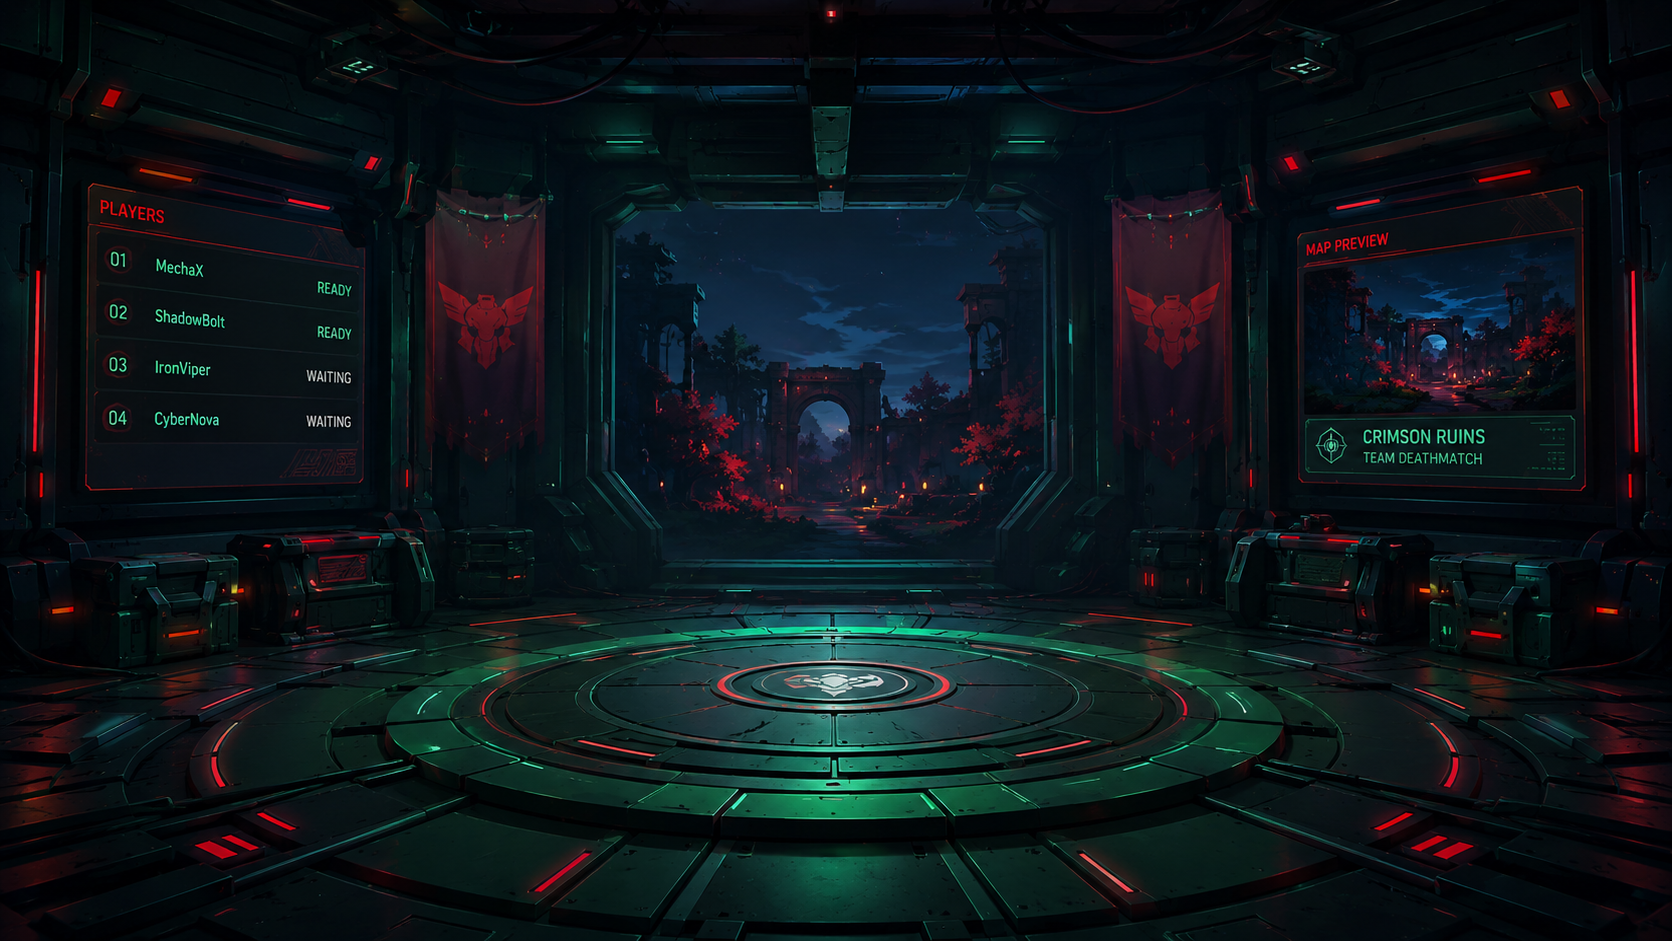 PLAYERS
01 MechaX READY
02 ShadowBolt READY
03 IronViper WAITING
04 CyberNova WAITING
MAP PREVIEW
CRIMSON RUINS
TEAM DEATHMATCH